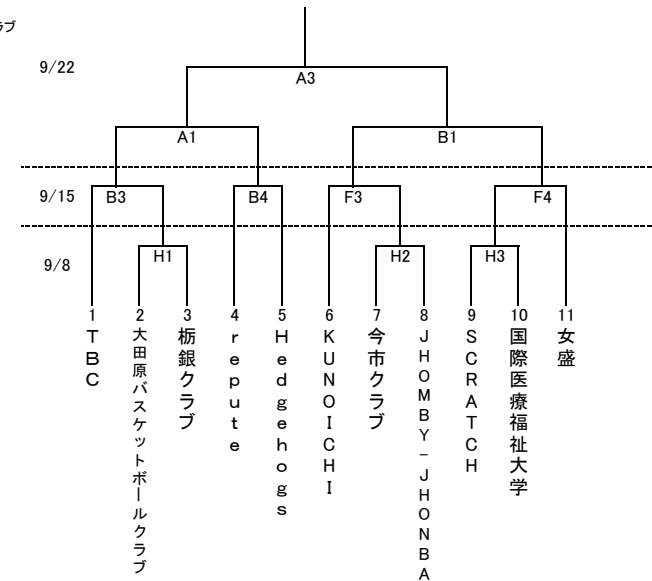 ラブ
9/22
A3
A1
B1
9/15
B3
B4
F3
F4
9/8
H1
H2
H3
1
2
3
4
5
6
7
8
9
10
11
TBC
大田原バスケットボールクラブ
栃銀クラブ
repute
Hedgehogs
KUNOICHI
今市クラブ
JHOMBY-JHONBA
SCRATCH
国際医療福祉大学
女盛